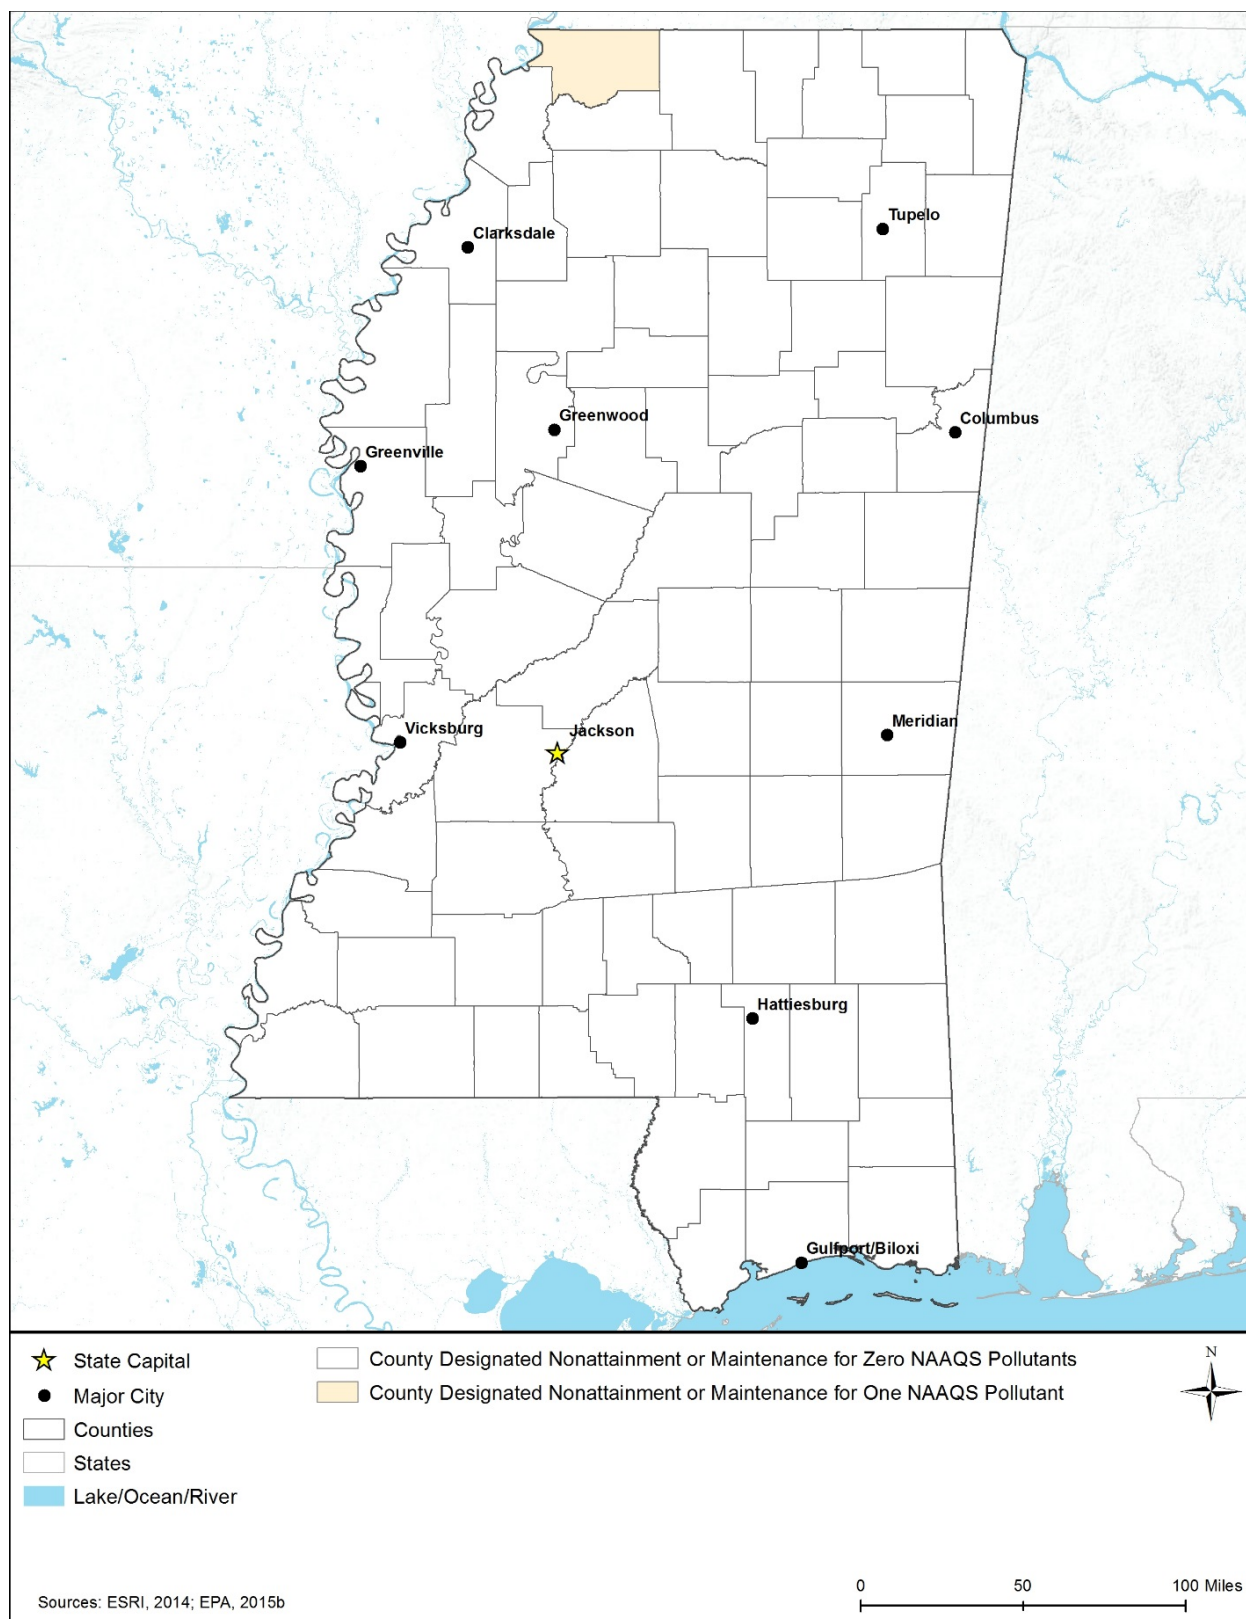 Tupelo
Clarksdale
Greenwood
Columbus
Greenville
Vicksburg
Jackson
Meridian
Hattiesburg
Gulfport/Biloxi
State Capital
Major City
Counties
States
Lake/Ocean/River
County Designated Nonattainment or Maintenance for Zero NAAQS Pollutants
County Designated Nonattainment or Maintenance for One NAAQS Pollutant
N
Sources: ESRI, 2014; EPA, 2015b
0 50 100 Miles